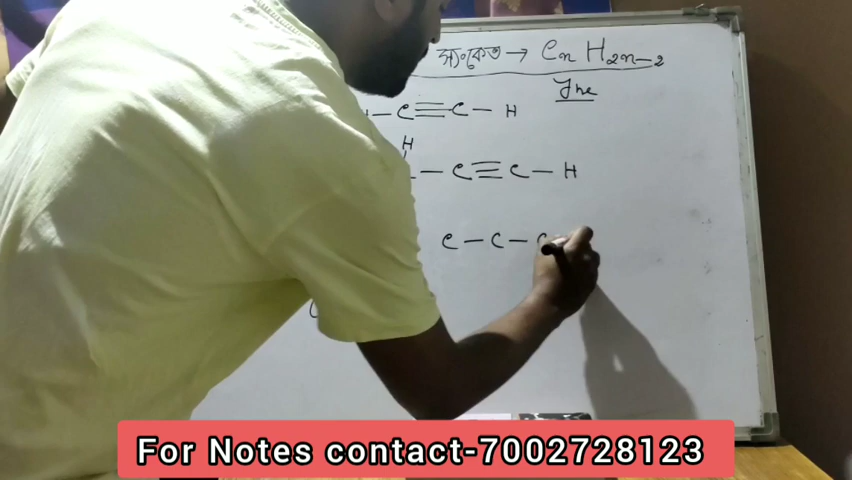 সংকেত → CnH2n-2
Yne
— C ≡ C — H
H
— C ≡ C — H
C — C — C
For Notes contact-7002728123